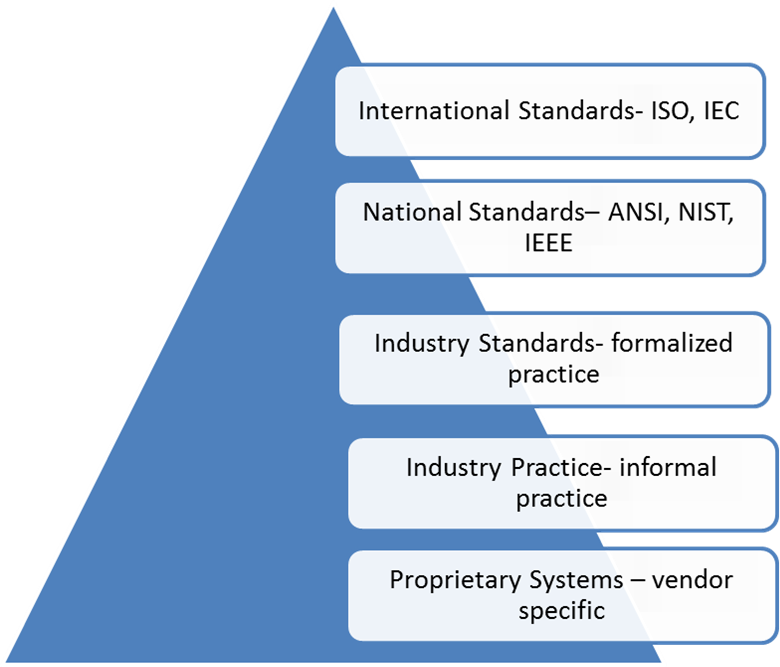 International Standards- ISO, IEC
National Standards– ANSI, NIST,
IEEE
Industry Standards- formalized
practice
Industry Practice- informal
practice
Proprietary Systems – vendor
specific